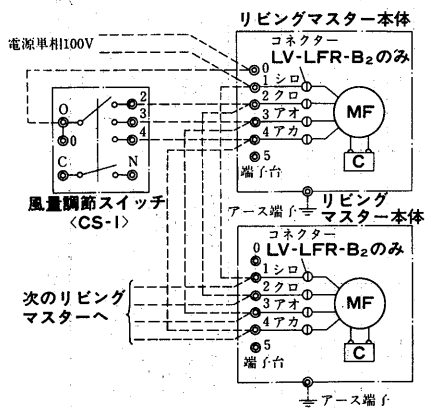 リビングマスター本体
電源単相100V
コネクター
LV-LFR-B₂のみ
0
1 シロ
2 クロ
3 アオ
4 アカ
5
端子台
MF
C
アース端子
O
0
C
2
3
4
N
風量調節スイッチ
<CS-1>
リビング
マスター本体
コネクター
LV-LFR-B₂のみ
0
1 シロ
2 クロ
3 アオ
4 アカ
5
端子台
MF
C
アース端子
次のリビング
マスターへ